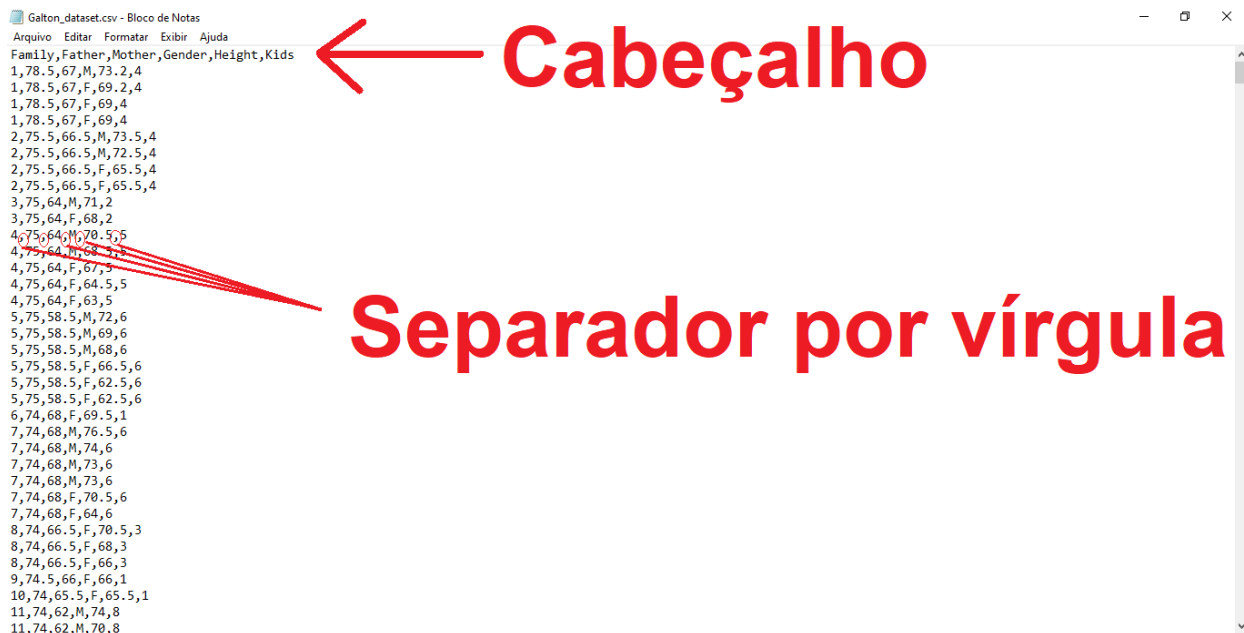 Galton_dataset.csv - Bloco de Notas
Arquivo Editar Formatar Exibir Ajuda
Family,Father,Mother,Gender,Height,Kids
Cabeçalho
1,78.5,67,M,73.2,4
1,78.5,67,F,69.2,4
1,78.5,67,F,69,4
1,78.5,67,F,69,4
2,75.5,66.5,M,73.5,4
2,75.5,66.5,M,72.5,4
2,75.5,66.5,F,65.5,4
2,75.5,66.5,F,65.5,4
3,75,64,M,71,2
3,75,64,F,68,2
4,75,64,M,70.5,5
4,75,64,M,68.5,5
4,75,64,F,67,5
4,75,64,F,64.5,5
4,75,64,F,63,5
Separador por vírgula
5,75,58.5,M,72,6
5,75,58.5,M,69,6
5,75,58.5,M,68,6
5,75,58.5,F,66.5,6
5,75,58.5,F,62.5,6
5,75,58.5,F,62.5,6
6,74,68,F,69.5,1
7,74,68,M,76.5,6
7,74,68,M,74,6
7,74,68,M,73,6
7,74,68,M,73,6
7,74,68,F,70.5,6
7,74,68,F,64,6
8,74,66.5,F,70.5,3
8,74,66.5,F,68,3
8,74,66.5,F,66,3
9,74.5,66,F,66,1
10,74,65.5,F,65.5,1
11,74,62,M,74,8
11,74,62,M,70,8